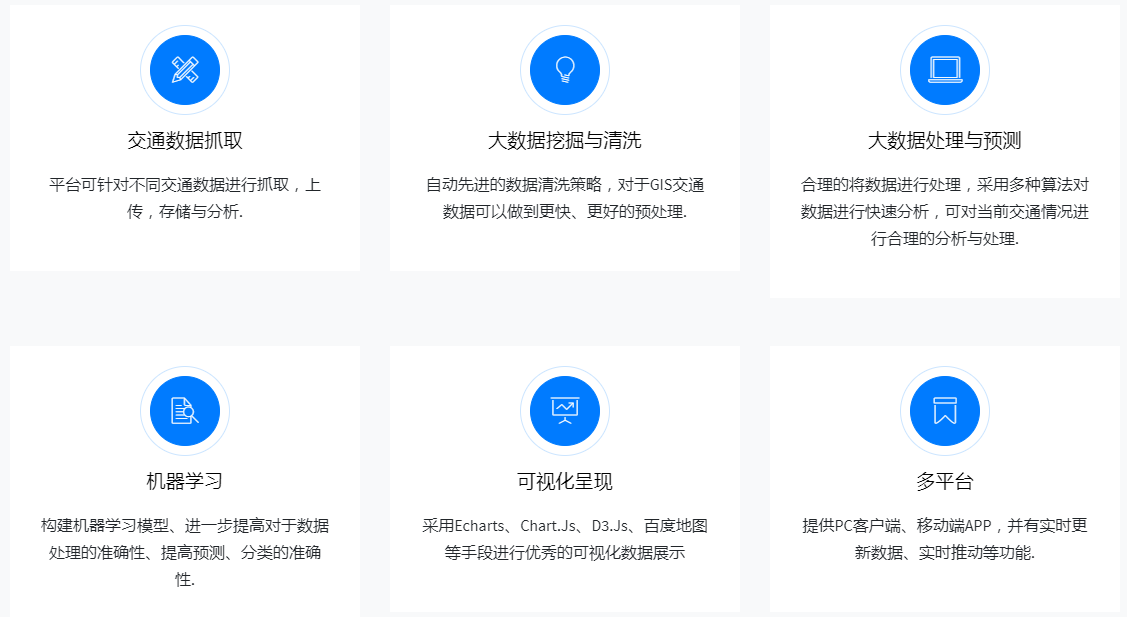 交通数据抓取
平台可针对不同交通数据进行抓取，上
传，存储与分析.
大数据挖掘与清洗
自动先进的数据清洗策略，对于GIS交通
数据可以做到更快、更好的预处理.
大数据处理与预测
合理的将数据进行处理，采用多种算法对
数据进行快速分析，可对当前交通情况进
行合理的分析与处理.
机器学习
构建机器学习模型、进一步提高对于数据
处理的准确性、提高预测、分类的准确
性.
可视化呈现
采用Echarts、Chart.Js、D3.Js、百度地图
等手段进行优秀的可视化数据展示
多平台
提供PC客户端、移动端APP，并有实时更
新数据、实时推动等功能.